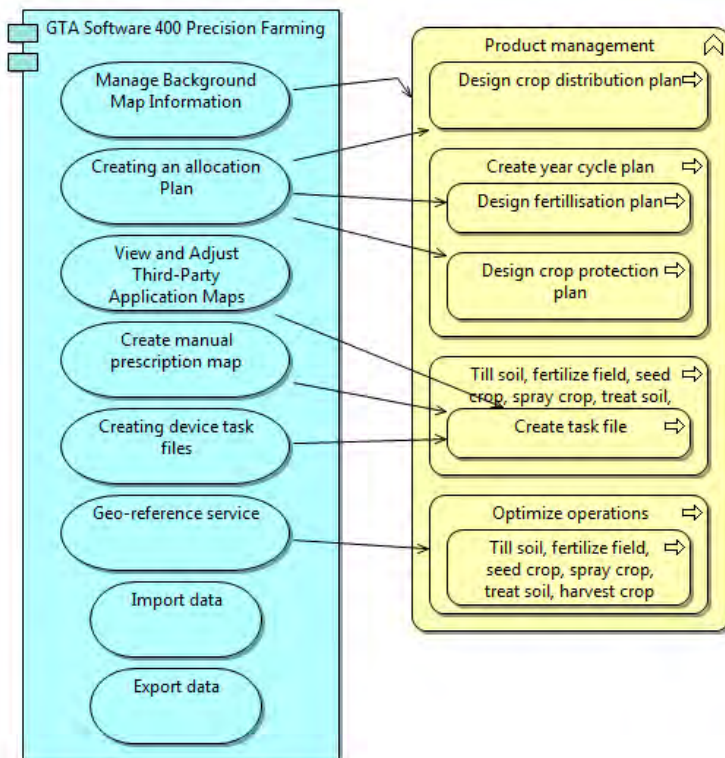 GTA Software 400 Precision Farming
Manage Background
Map Information
Creating an allocation
Plan
View and Adjust
Third-Party
Application Maps
Create manual
prescription map
Creating device task
files
Geo-reference service
Import data
Export data
Product management
Design crop distribution plan
Create year cycle plan
Design fertillisation plan
Design crop protection
plan
Till soil, fertilize field, seed
crop, spray crop, treat soil,
Create task file
Optimize operations
Till soil, fertilize field,
seed crop, spray crop,
treat soil, harvest crop